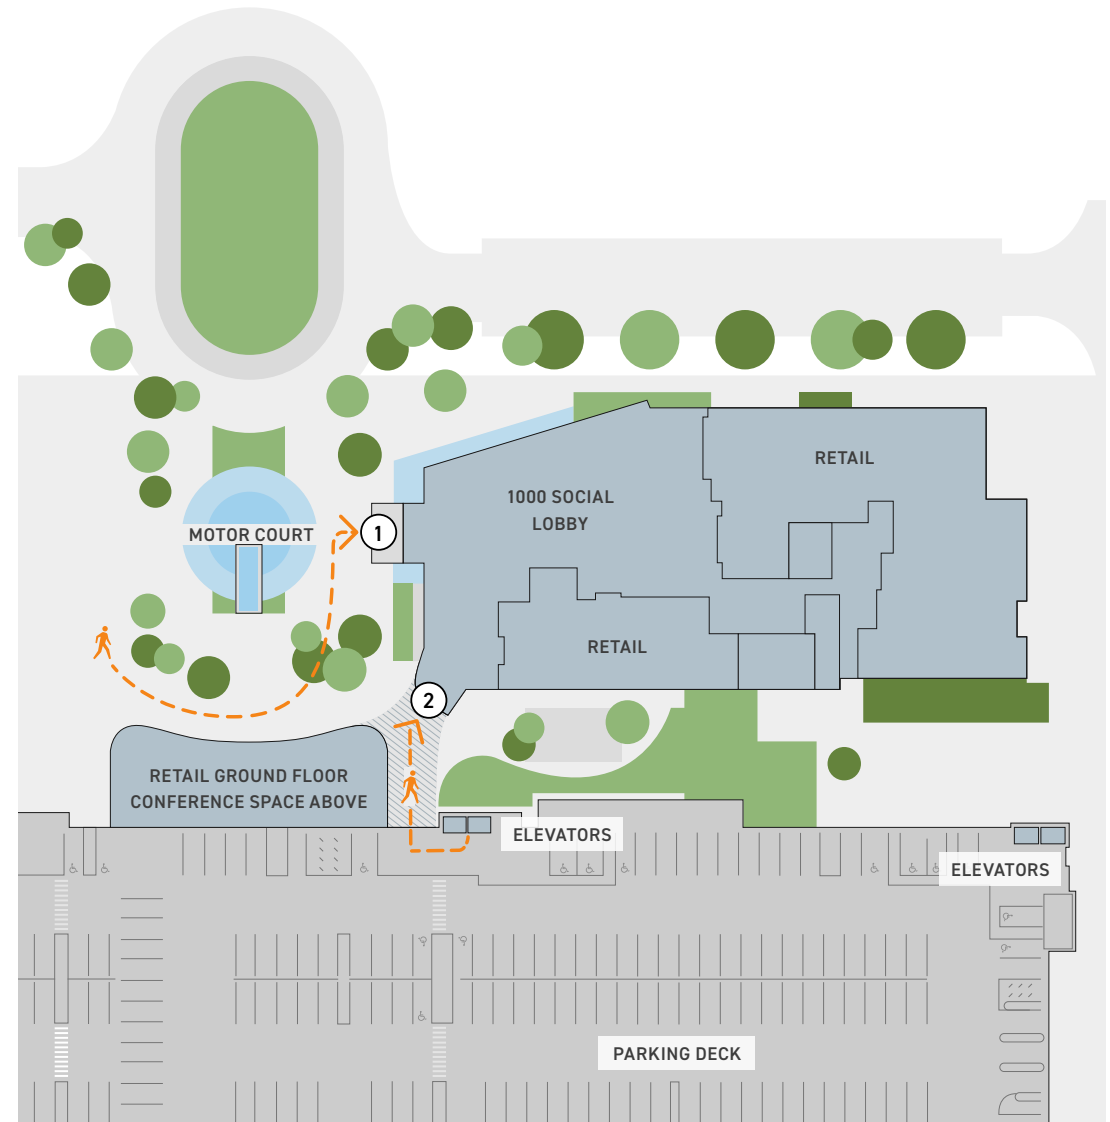 RETAIL
1000 SOCIAL
LOBBY
MOTOR COURT
1
RETAIL
2
RETAIL GROUND FLOOR
CONFERENCE SPACE ABOVE
ELEVATORS
ELEVATORS
PARKING DECK